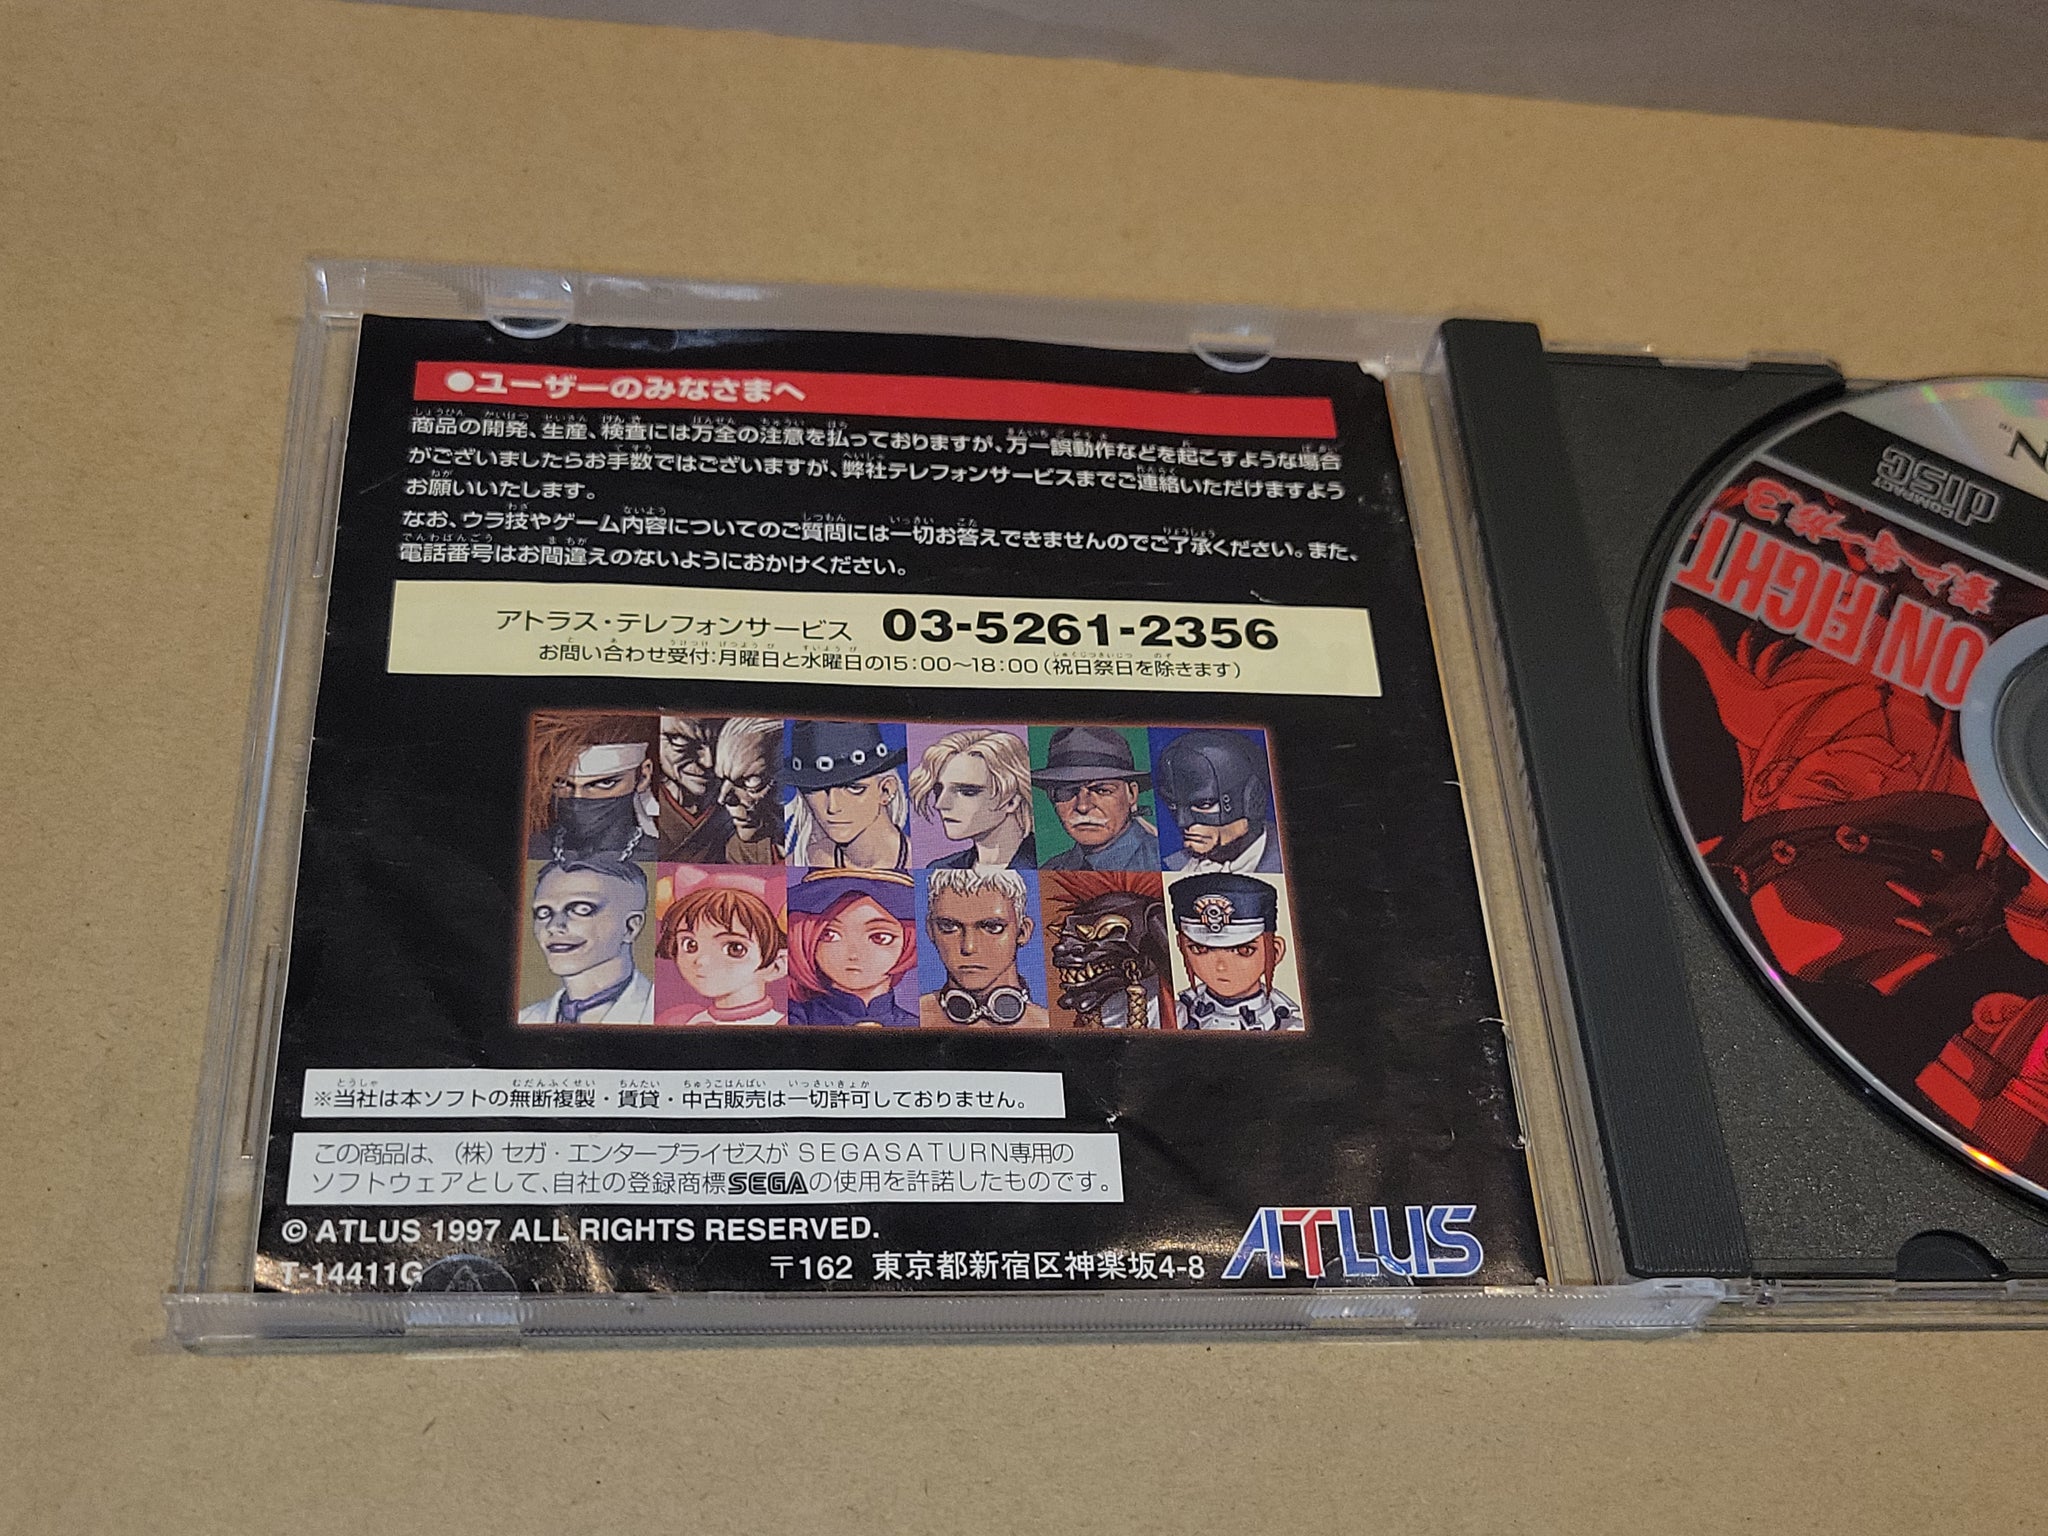 ●ユーザーのみなさまへ
商品の開発、生産、検査には万全の注意を払っておりますが、万一誤動作などを起こすような場合
がございましたらお手数ではございますが、弊社テレフォンサービスまでご連絡いただけますよう
お願いいたします。
なお、ウラ技やゲーム内容についてのご質問には一切お答えできませんのでご了承ください。また、
電話番号はお間違えのないようにおかけください。
アトラス・テレフォンサービス 03-5261-2356
お問い合わせ受付:月曜日と水曜日の15:00〜18:00(祝日祭日を除きます)
※当社は本ソフトの無断複製・賃貸・中古販売は一切許可しておりません。
この商品は、(株)セガ・エンタープライゼスがSEGASATURN専用の
ソフトウェアとして、自社の登録商標SEGAの使用を許諾したものです。
© ATLUS 1997 ALL RIGHTS RESERVED.
T-14411G
〒162 東京都新宿区神楽坂4-8 ATLUS
COMPACT disc
ON FIGHT